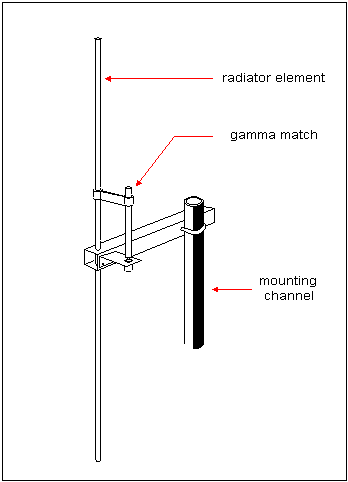 radiator element
gamma match
mounting
channel